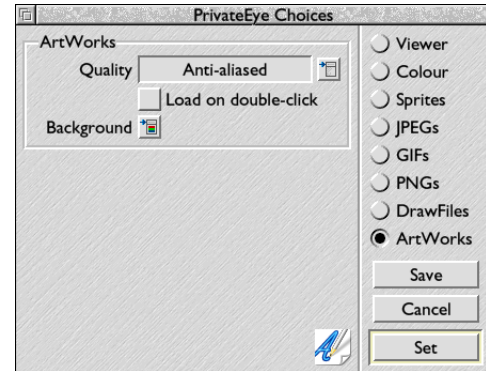 PrivateEye Choices
ArtWorks
Quality Anti-aliased
Load on double-click
Background
Viewer
Colour
Sprites
JPEGs
GIFs
PNGs
DrawFiles
ArtWorks
Save
Cancel
Set